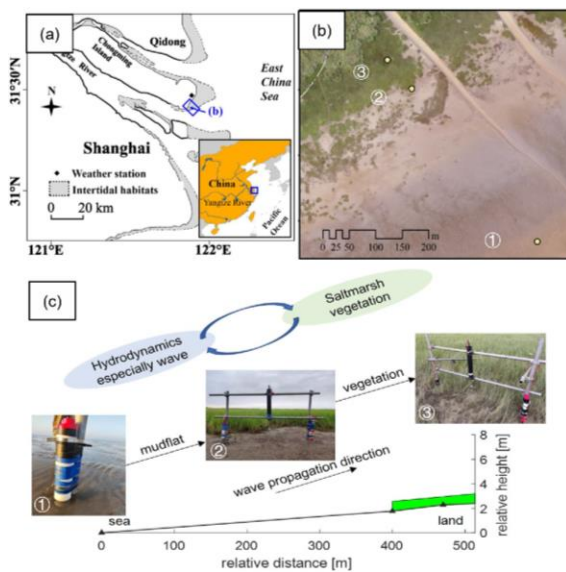 (a)
Qidong
Chongming
Island
Yangtze River
31°30'N
East
China
Sea
N
(b)
Shanghai
Weather station
Intertidal habitats
0 20 km
China
Yangtze River
Pacific
Ocean
31°N
121°E
122°E
(b)
③
②
①
0 25 50 100 150 200
m
(c)
Saltmarsh
vegetation
Hydrodynamics
especially wave
vegetation
mudflat
①
②
③
wave propagation direction
sea
land
8
6
4
2
0
relative height [m]
0 100 200 300 400 500
relative distance [m]